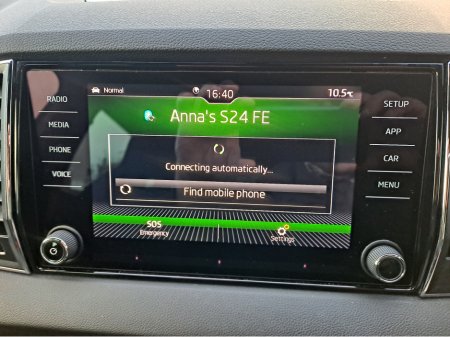 Normal
16:40
10.5°C
RADIO
MEDIA
PHONE
VOICE
Anna's S24 FE
Connecting automatically...
Find mobile phone
SOS
Emergency
Settings
SETUP
APP
CAR
MENU